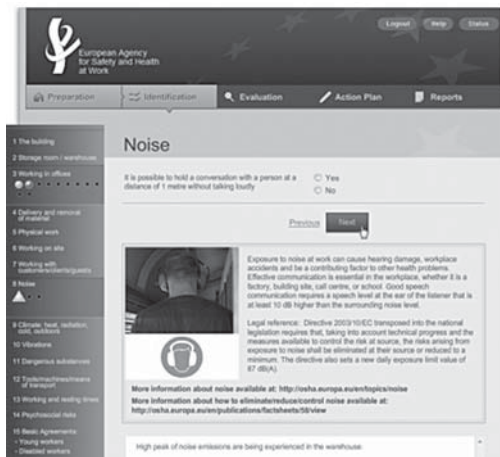 European Agency
for Safety and Health
at Work
Logout Help Status
Preparation Identification Evaluation Action Plan Reports
1 The building
2 Storage room / warehouse
3 Working in offices
4 Delivery and removal
of material
5 Physical work
6 Working on site
7 Working with
customers/clients/guests
8 Noise
9 Climate: heat, radiation,
cold, outdoors
10 Vibrations
11 Dangerous substances
12 Tools/machines/means
of transport
13 Working and resting times
14 Psychosocial risks
15 Basic Agreements
- Young workers
- Disabled workers
Noise
It is possible to hold a conversation with a person at a
distance of 1 metre without talking loudly
Yes
No
Previous Next
Exposure to noise at work can cause hearing damage, workplace
accidents and be a contributing factor to other health problems.
Effective communication is essential in the workplace, whether it is a
factory, building site, call centre, or school. Good speech
communication requires a speech level at the ear of the listener that is
at least 10 dB higher than the surrounding noise level.
Legal reference: Directive 2003/10/EC transposed into the national
legislation requires that, taking into account technical progress and the
measures available to control the risk at source, the risks arising from
exposure to noise shall be eliminated at their source or reduced to a
minimum. The directive also sets a new daily exposure limit value of
87 dB(A).
More information about noise available at: http://osha.europa.eu/en/topics/noise
More information about how to eliminate/reduce/control noise available at:
http://osha.europa.eu/en/publications/factsheets/58/view
High peak of noise emissions are being experienced in the warehouse.